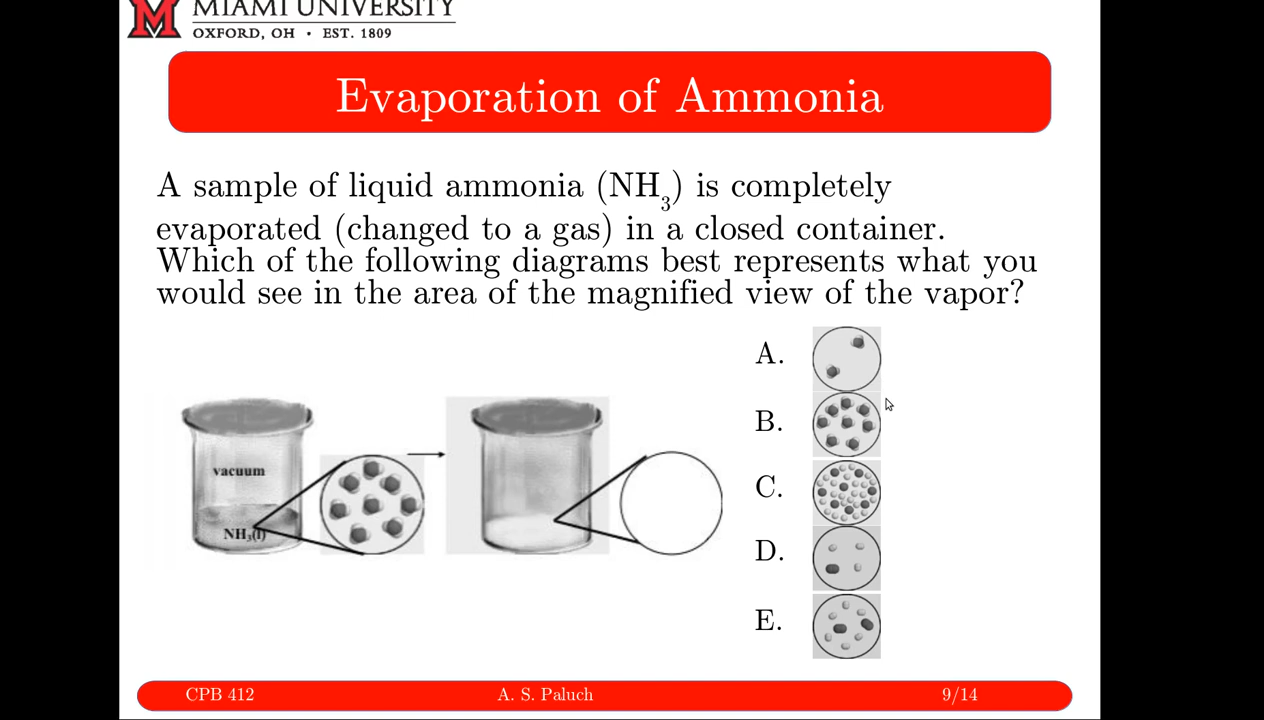 MIAMI UNIVERSITY
OXFORD, OH • EST. 1809
Evaporation of Ammonia
A sample of liquid ammonia (NH₃) is completely
evaporated (changed to a gas) in a closed container.
Which of the following diagrams best represents what you
would see in the area of the magnified view of the vapor?
vacuum
NH₃(l)
A.
B.
C.
D.
E.
CPB 412
A. S. Paluch
9/14